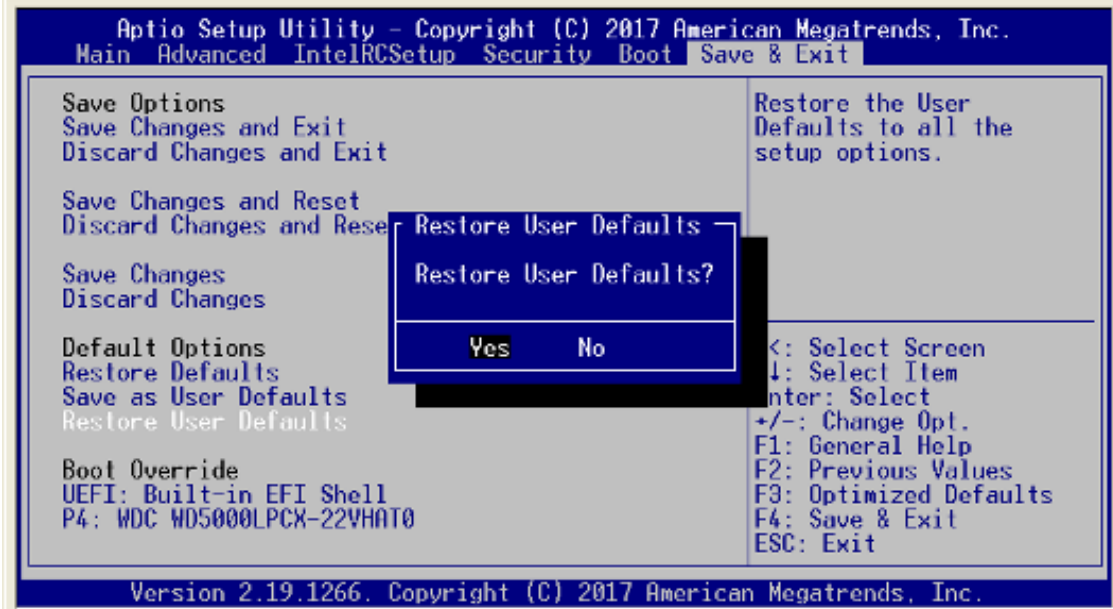 Aptio Setup Utility - Copyright (C) 2017 American Megatrends, Inc.
Main Advanced IntelRCSetup Security Boot Save & Exit
Save Options
Save Changes and Exit
Discard Changes and Exit
Save Changes and Reset
Discard Changes and Rese
Save Changes
Discard Changes
Default Options
Restore Defaults
Save as User Defaults
Restore User Defaults
Boot Override
UEFI: Built-in EFI Shell
P4: WDC WD5000LPCX-22VHAT0
Restore User Defaults
Restore User Defaults?
Yes No
Restore the User
Defaults to all the
setup options.
<: Select Screen
↓: Select Item
nter: Select
+/-: Change Opt.
F1: General Help
F2: Previous Values
F3: Optimized Defaults
F4: Save & Exit
ESC: Exit
Version 2.19.1266. Copyright (C) 2017 American Megatrends, Inc.